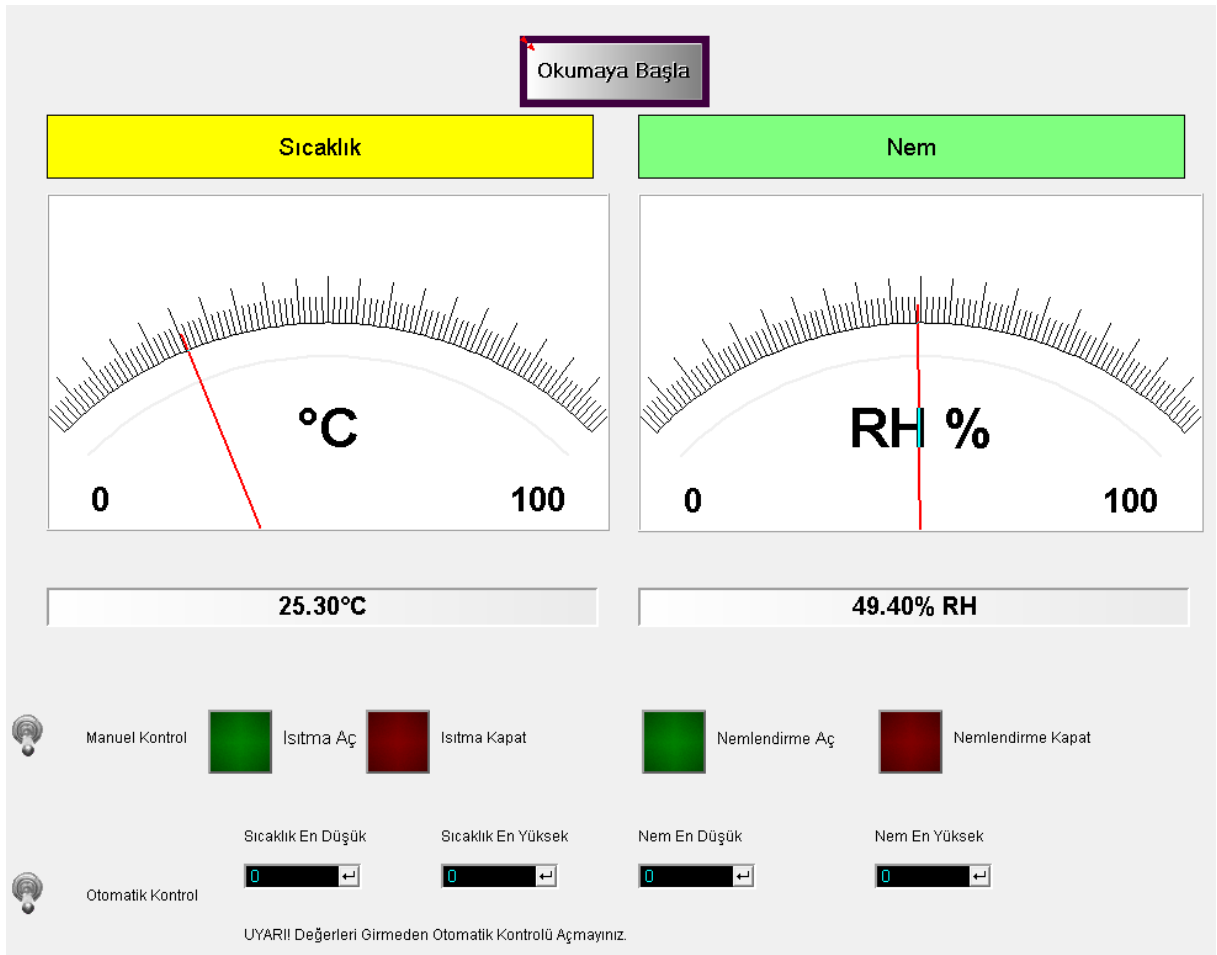 Okumaya Başla
Sıcaklık
Nem
°C
RH %
0
100
0
100
25.30°C
49.40% RH
Manuel Kontrol
Isıtma Aç
Isıtma Kapat
Nemlendirme Aç
Nemlendirme Kapat
Sıcaklık En Düşük
Sıcaklık En Yüksek
Nem En Düşük
Nem En Yüksek
0
0
0
0
Otomatik Kontrol
UYARI! Değerleri Girmeden Otomatik Kontrolü Açmayınız.